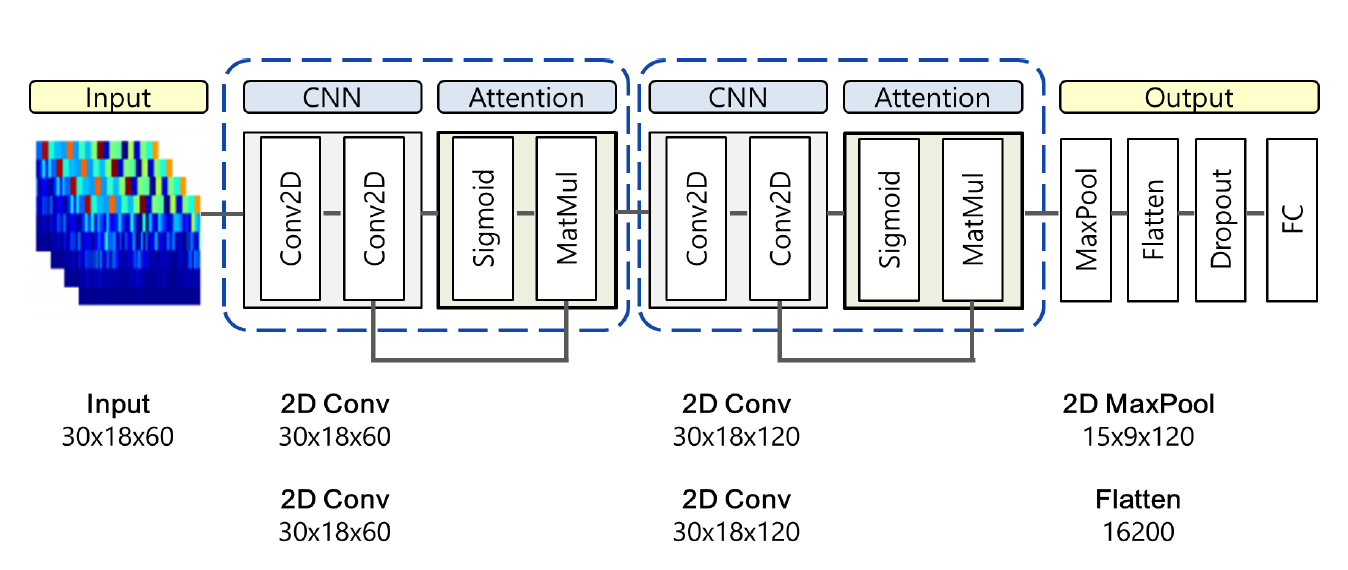 Input
CNN
Attention
CNN
Attention
Output
Conv2D
Conv2D
Sigmoid
MatMul
Conv2D
Conv2D
Sigmoid
MatMul
MaxPool
Flatten
Dropout
FC
Input
30x18x60
2D Conv
30x18x60
2D Conv
30x18x120
2D MaxPool
15x9x120
2D Conv
30x18x60
2D Conv
30x18x120
Flatten
16200